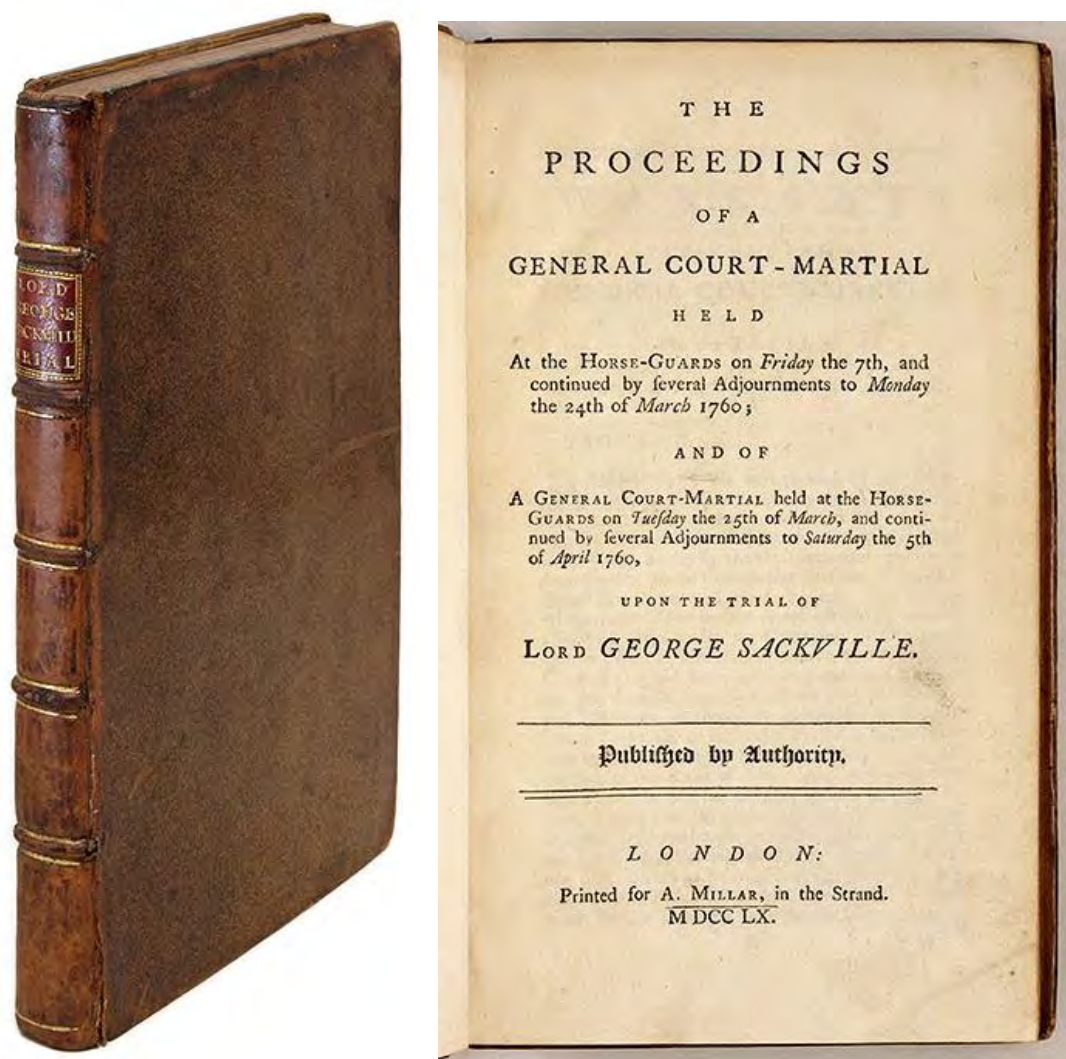 LORD
GEORGE
SACKVILL
TRIAL
THE
PROCEEDINGS
OF A
GENERAL COURT-MARTIAL
HELD
At the HORSE-GUARDS on Friday the 7th, and
continued by ſeveral Adjournments to Monday
the 24th of March 1760;
AND OF
A GENERAL COURT-MARTIAL held at the HORSE-
GUARDS on Tueſday the 25th of March, and conti-
nued by ſeveral Adjournments to Saturday the 5th
of April 1760,
UPON THE TRIAL OF
LORD GEORGE SACKVILLE.
Publiſhed by Authority.
LONDON:
Printed for A. MILLAR, in the Strand.
M DCC LX.